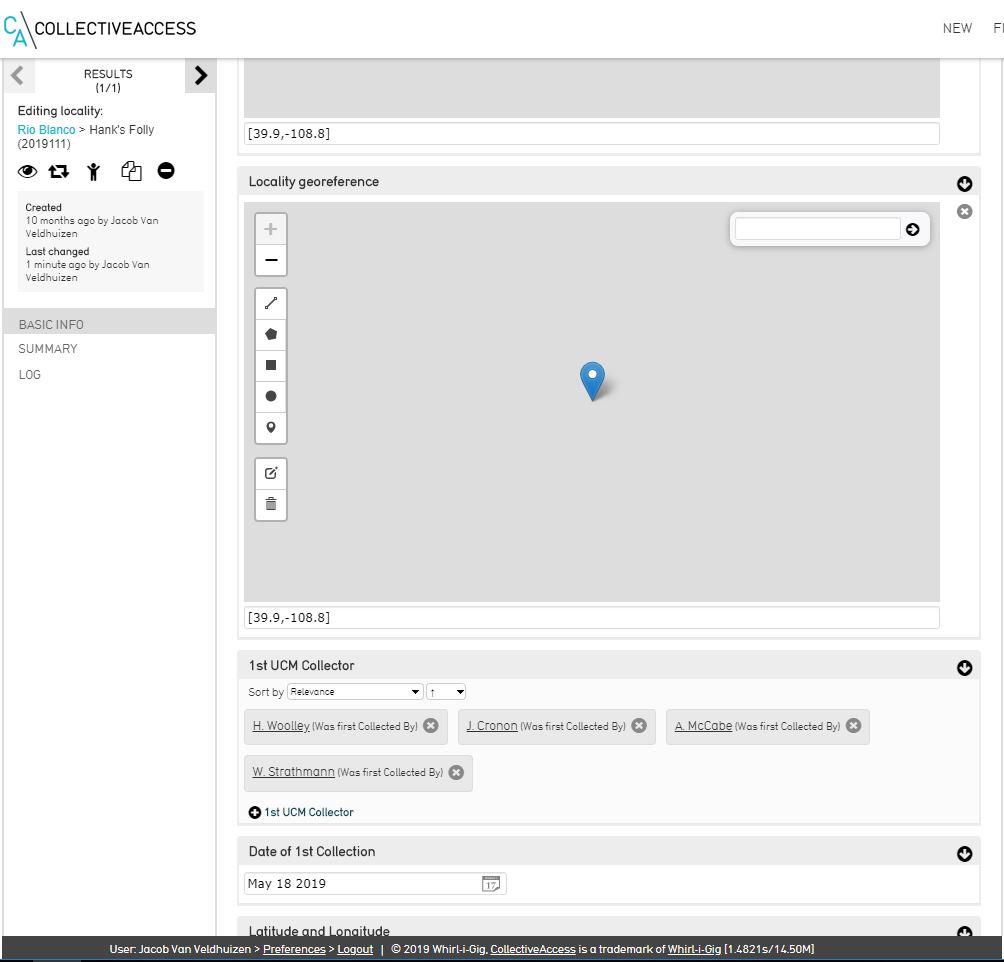 CA COLLECTIVEACCESS
NEW
RESULTS
(1/1)
Editing locality:
Rio Blanco > Hank's Folly
(2019111)
Created
10 months ago by Jacob Van
Veldhuizen
Last changed
1 minute ago by Jacob Van
Veldhuizen
BASIC INFO
SUMMARY
LOG
[39.9,-108.8]
Locality georeference
+
−
[39.9,-108.8]
1st UCM Collector
Sort by Relevance ↑
H. Woolley (Was first Collected By)
J. Cronon (Was first Collected By)
A. McCabe (Was first Collected By)
W. Strathmann (Was first Collected By)
1st UCM Collector
Date of 1st Collection
May 18 2019
17
Latitude and Longitude
User: Jacob Van Veldhuizen > Preferences > Logout | © 2019 Whirl-i-Gig, CollectiveAccess is a trademark of Whirl-i-Gig [1.4821s/14.50M]